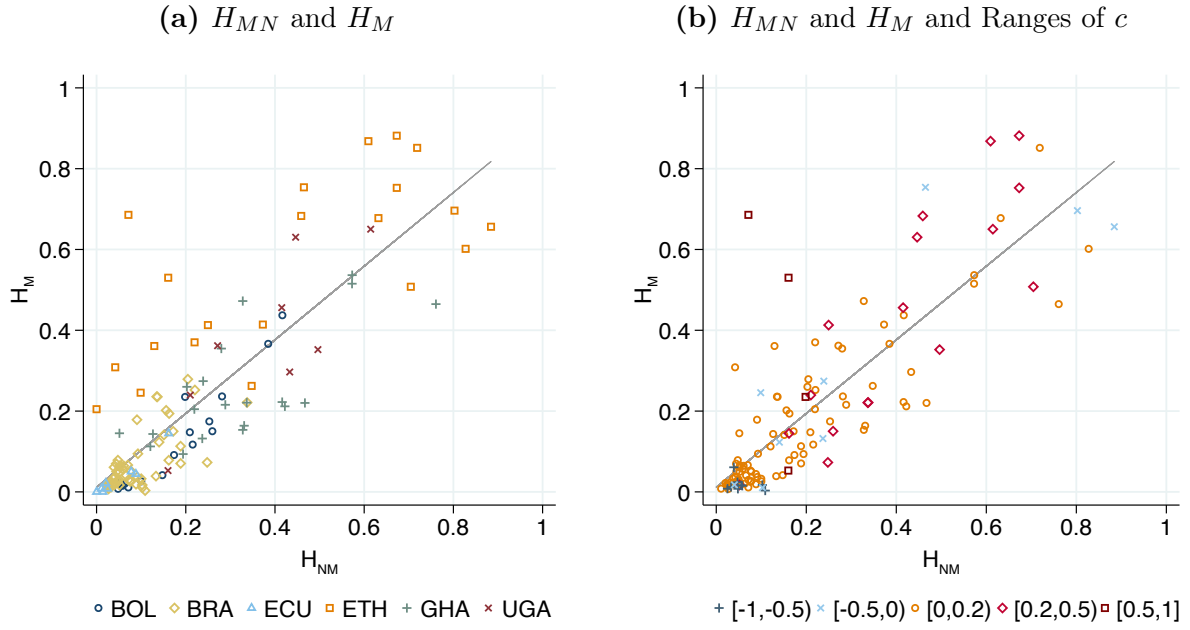 (a) H_MN and H_M
1
0.8
0.6
0.4
0.2
0
H_M
0 0.2 0.4 0.6 0.8 1
H_NM
BOL BRA ECU ETH GHA UGA
(b) H_MN and H_M and Ranges of c
1
0.8
0.6
0.4
0.2
0
H_M
0 0.2 0.4 0.6 0.8 1
H_NM
[-1,-0.5) [-0.5,0) [0,0.2) [0.2,0.5) [0.5,1]